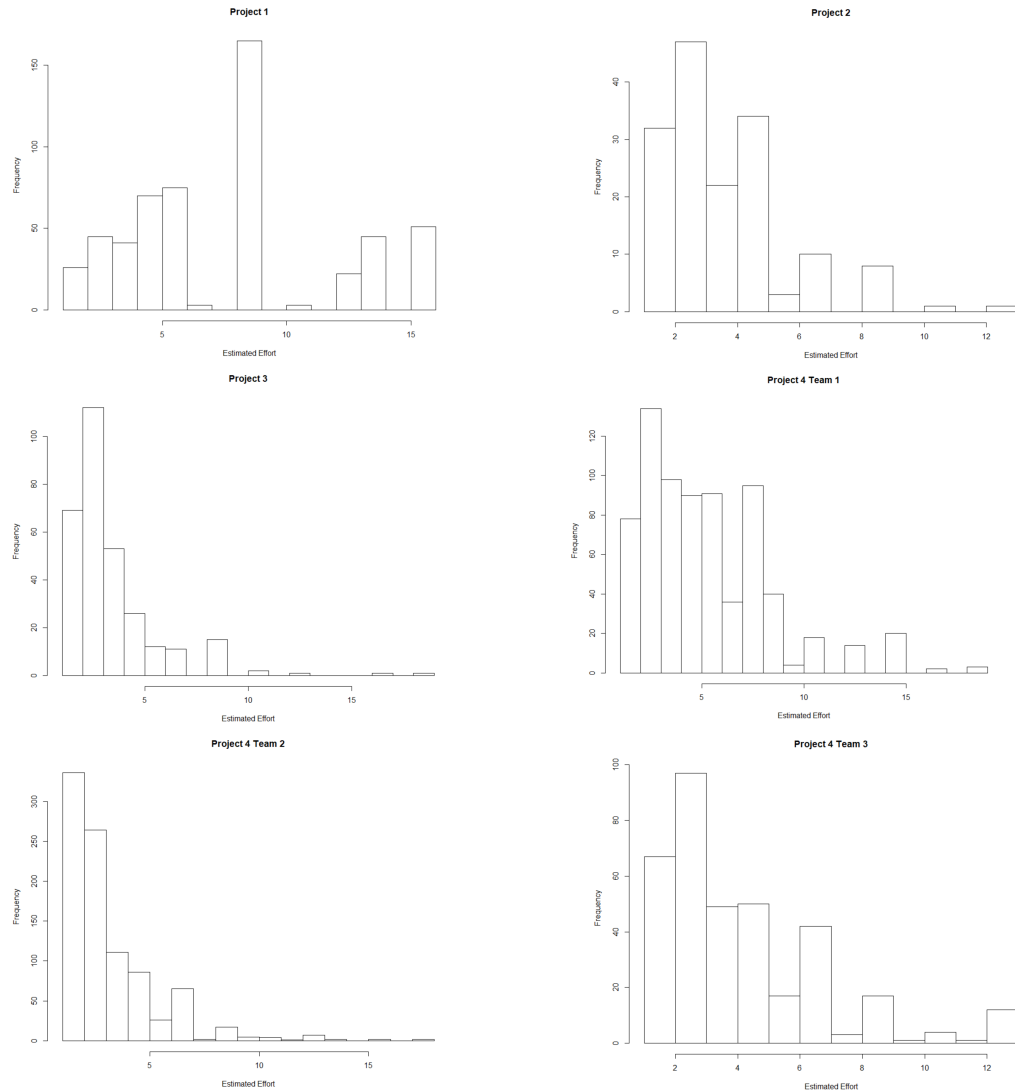 Project 1
150
100
50
0
Frequency
5 10 15
Estimated Effort
Project 2
40
30
20
10
0
Frequency
2 4 6 8 10 12
Estimated Effort
Project 3
100
80
60
40
20
0
Frequency
5 10 15
Estimated Effort
Project 4 Team 1
120
100
80
60
40
20
0
Frequency
5 10 15
Estimated Effort
Project 4 Team 2
300
250
200
150
100
50
0
Frequency
5 10 15
Estimated Effort
Project 4 Team 3
100
80
60
40
20
0
Frequency
2 4 6 8 10 12
Estimated Effort